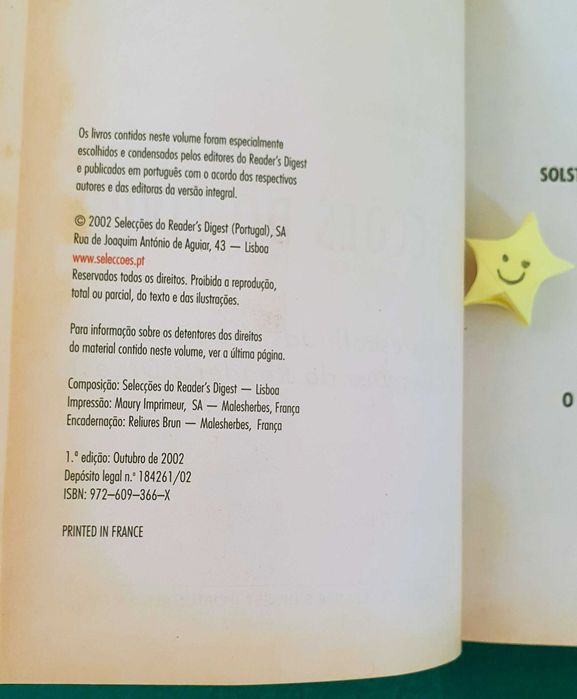 Os livros contidos neste volume foram especialmente
escolhidos e condensados pelos editores do Reader's Digest
e publicados em português com o acordo dos respectivos
autores e das editoras da versão integral.
© 2002 Selecções do Reader's Digest (Portugal), SA
Rua de Joaquim António de Aguiar, 43 — Lisboa
www.seleccoes.pt
Reservados todos os direitos. Proibida a reprodução,
total ou parcial, do texto e das ilustrações.
Para informação sobre os detentores dos direitos
do material contido neste volume, ver a última página.
Composição: Selecções do Reader's Digest — Lisboa
Impressão: Maury Imprimeur, SA — Malesherbes, França
Encadernação: Reliures Brun — Malesherbes, França
1.ª edição: Outubro de 2002
Depósito legal n.º 184261/02
ISBN: 972–609–366–X
PRINTED IN FRANCE
SOLST
O